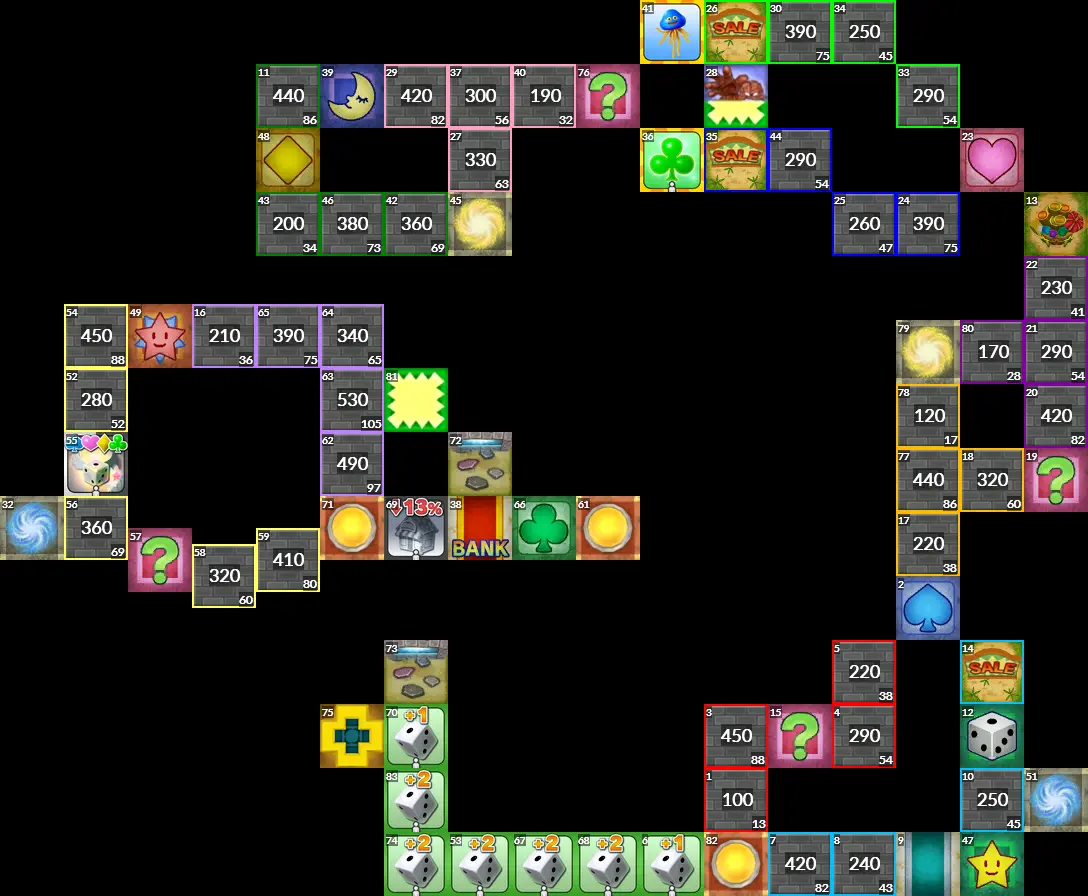 41 26 SALE 30 390 75 34 250 45
11 440 86 39 29 420 82 37 300 56 40 190 32 76 ? 28 33 290 54
48 27 330 63 36 35 SALE 44 290 54 23
43 200 34 46 380 73 42 360 69 45 25 260 47 24 390 75 13
22 230 41
54 450 88 49 16 210 36 65 390 75 64 340 65 79 80 170 28 21 290 54
52 280 52 63 530 105 81 78 120 17 20 420 82
55 62 490 97 72 77 440 86 18 320 60 19 ?
32 56 360 69 71 69 13% 38 BANK 66 61 17 220 38
57 ? 58 320 60 59 410 80
2
73 5 220 38 14 SALE
75 70 +1 3 450 88 15 ? 4 290 54 12
83 +2 1 100 13 10 250 45 51
74 +2 53 +2 67 +2 68 +2 +1 82 7 420 82 8 240 43 9 47